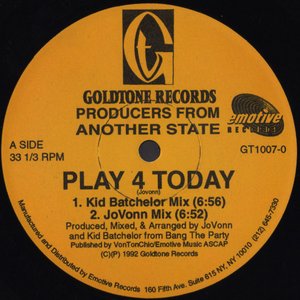 Gt
GOLDTONE RECORDS
PRODUCERS FROM
ANOTHER STATE
emotive
RECORDS
A SIDE
33 1/3 RPM
GT1007-0
PLAY 4 TODAY
(Jovonn)
1. Kid Batchelor Mix (6:56)
2. JoVonn Mix (6:52)
Produced, Mixed, & Arranged by JoVonn
and Kid Batchelor from Bang The Party
Published by VonTonChio/Emotive Music ASCAP
(C)(P) 1992 Goldtone Records
Manufactured and Distributed by Emotive Records 160 Fifth Ave. Suite 615 NY, NY 10010 (212) 645-7330